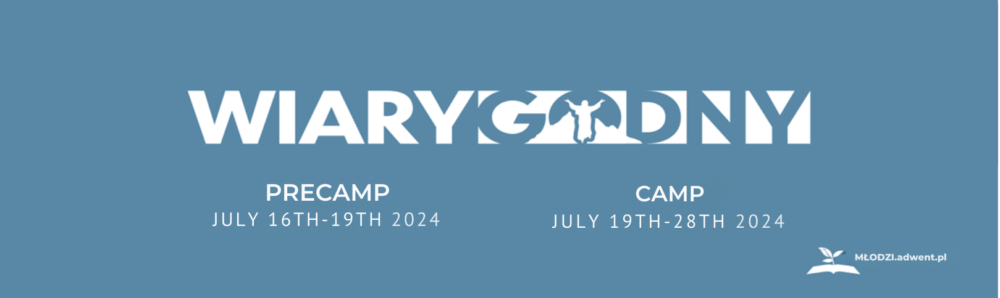 WIARYGODNY
PRECAMP
JULY 16TH-19TH 2024
CAMP
JULY 19TH-28TH 2024
MŁODZI.adwent.pl